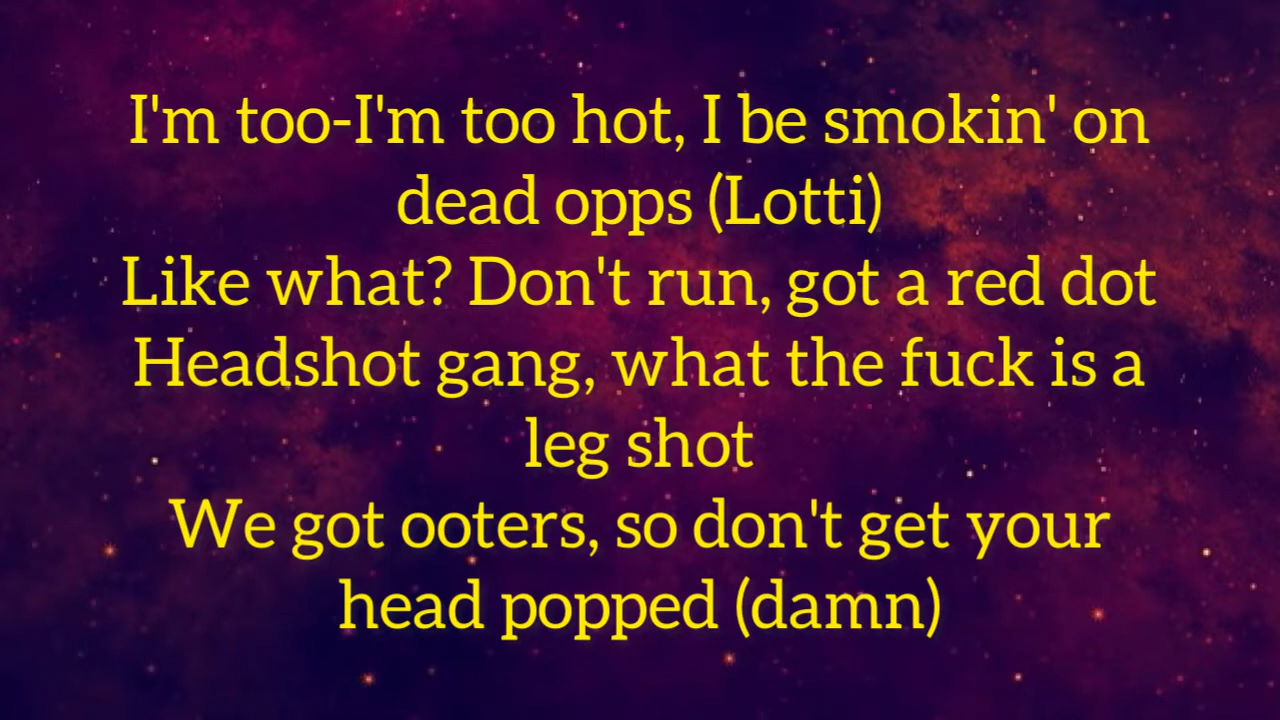 I'm too-I'm too hot, I be smokin' on
dead opps (Lotti)
Like what? Don't run, got a red dot
Headshot gang, what the fuck is a
leg shot
We got ooters, so don't get your
head popped (damn)